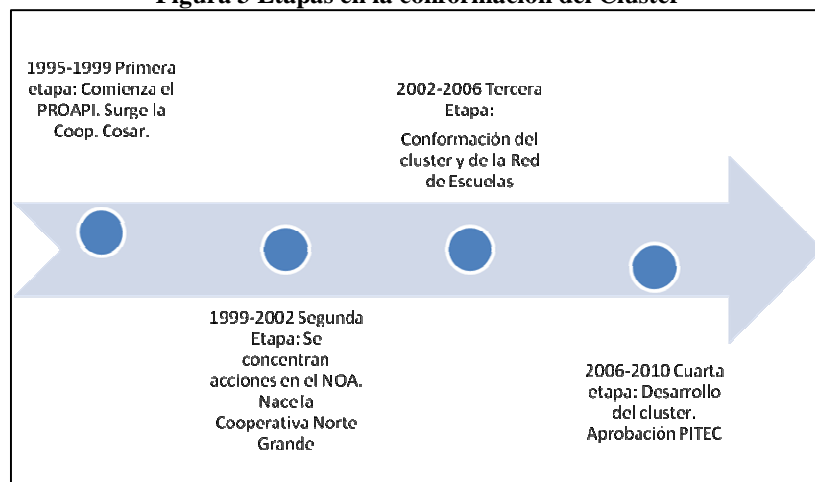 Figura 3 Etapas en la conformación del Cluster
1995-1999 Primera
etapa: Comienza el
PROAPI. Surge la
Coop. Cosar.
1999-2002 Segunda
Etapa: Se
concentran
acciones en el NOA.
Nace la
Cooperativa Norte
Grande
2002-2006 Tercera
Etapa:
Conformación del
cluster y de la Red
de Escuelas
2006-2010 Cuarta
etapa: Desarrollo
del cluster.
Aprobación PITEC